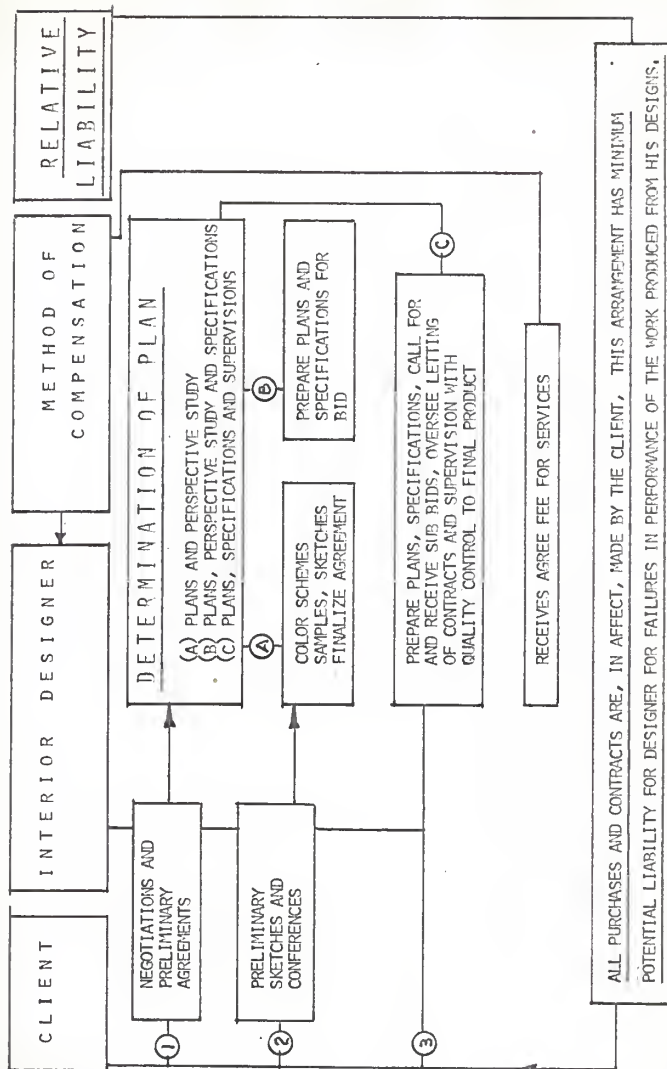 CLIENT
INTERIOR DESIGNER
METHOD OF
COMPENSATION
RELATIVE
LIABILITY
1
NEGOTIATIONS AND
PRELIMINARY
AGREEMENTS
DETERMINATION OF PLAN
(A) PLANS AND PERSPECTIVE STUDY
(B) PLANS, PERSPECTIVE STUDY AND SPECIFICATIONS
(C) PLANS, SPECIFICATIONS AND SUPERVISIONS
2
PRELIMINARY
SKETCHES AND
CONFERENCES
A
COLOR SCHEMES
SAMPLES, SKETCHES
FINALIZE AGREEMENT
B
PREPARE PLANS AND
SPECIFICATIONS FOR
BID
C
3
PREPARE PLANS, SPECIFICATIONS, CALL FOR
AND RECEIVE SUB BIDS, OVERSEE LETTING
OF CONTRACTS AND SUPERVISION WITH
QUALITY CONTROL TO FINAL PRODUCT
RECEIVES AGREE FEE FOR SERVICES
ALL PURCHASES AND CONTRACTS ARE, IN AFFECT, MADE BY THE CLIENT, THIS ARRANGEMENT HAS MINIMUM
POTENTIAL LIABILITY FOR DESIGNER FOR FAILURES IN PERFORMANCE OF THE WORK PRODUCED FROM HIS DESIGNS.